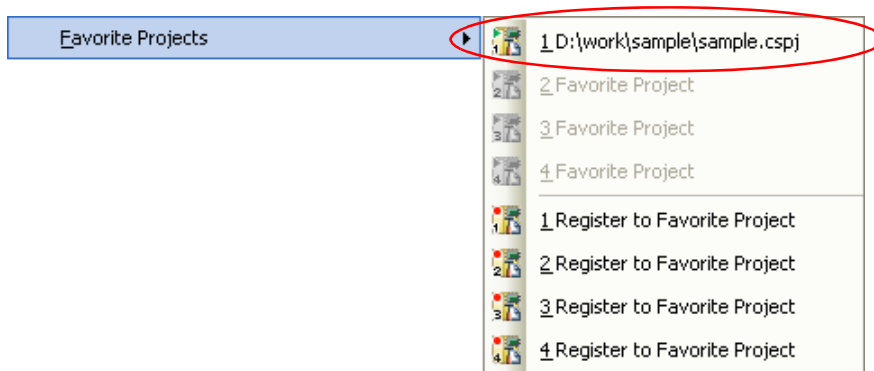 Favorite Projects
1 D:\work\sample\sample.cspj
2 Favorite Project
3 Favorite Project
4 Favorite Project
1 Register to Favorite Project
2 Register to Favorite Project
3 Register to Favorite Project
4 Register to Favorite Project